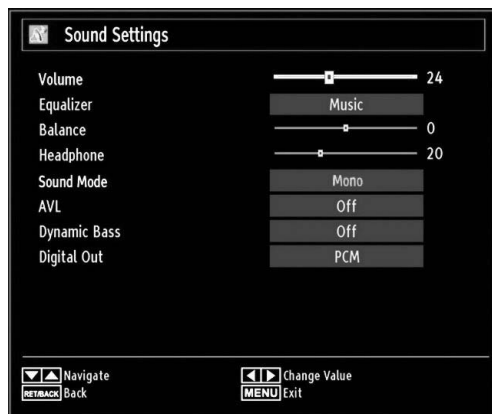 Sound Settings
Volume 24
Equalizer Music
Balance 0
Headphone 20
Sound Mode Mono
AVL Off
Dynamic Bass Off
Digital Out PCM
Navigate Change Value
RET/BACK Back MENU Exit